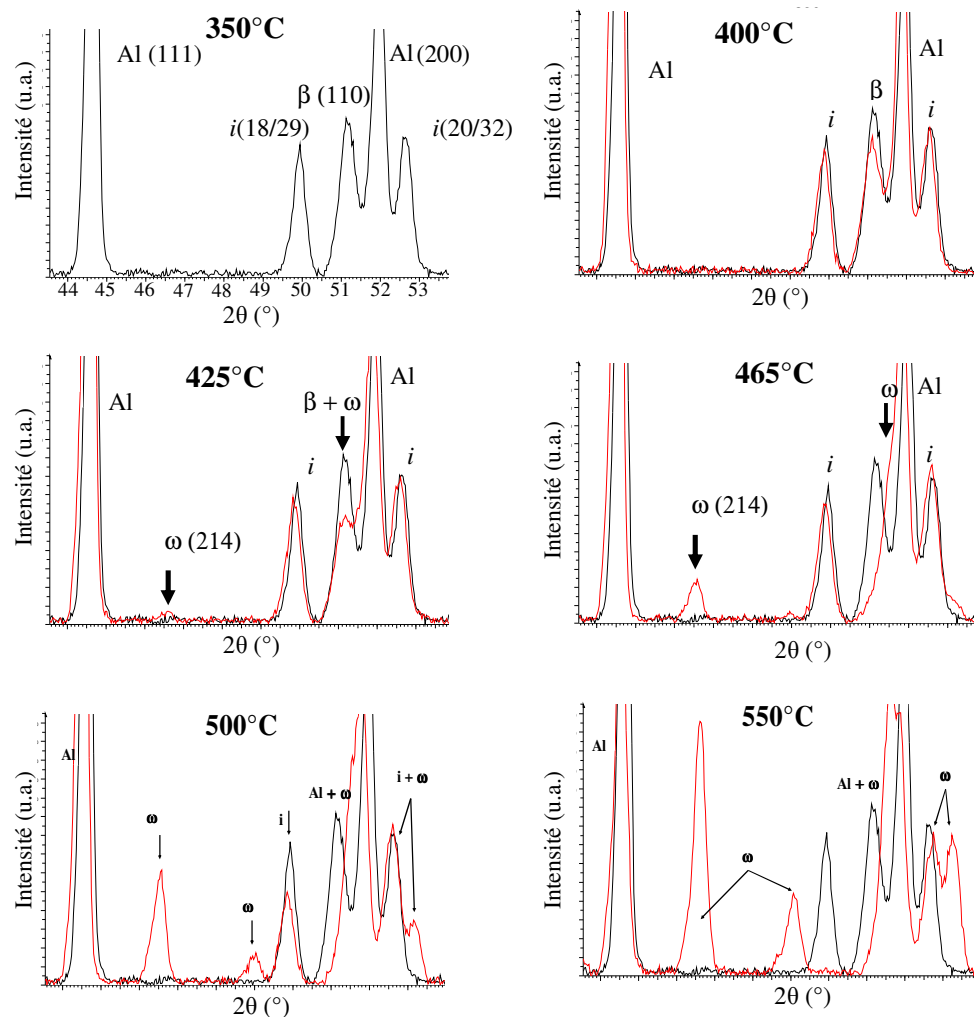 350°C
Al (111)
Al (200)
β (110)
i(18/29)
i(20/32)
Intensité (u.a.)
44 45 46 47 48 49 50 51 52 53
2θ (°)
400°C
Al
Al
β
i
i
Intensité (u.a.)
2θ (°)
425°C
Al
Al
β + ω
i
i
ω (214)
Intensité (u.a.)
2θ (°)
465°C
ω
Al
i
i
ω (214)
Intensité (u.a.)
2θ (°)
500°C
Al
i + ω
Al + ω
ω
i
ω
Intensité (u.a.)
2θ (°)
550°C
Al
Al + ω
ω
ω
Intensité (u.a.)
2θ (°)